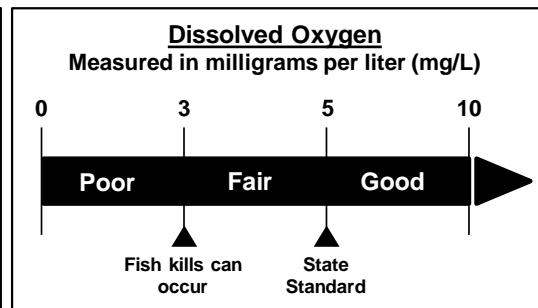 Dissolved Oxygen
Measured in milligrams per liter (mg/L)
0 3 5 10
Poor Fair Good
Fish kills can occur
State Standard